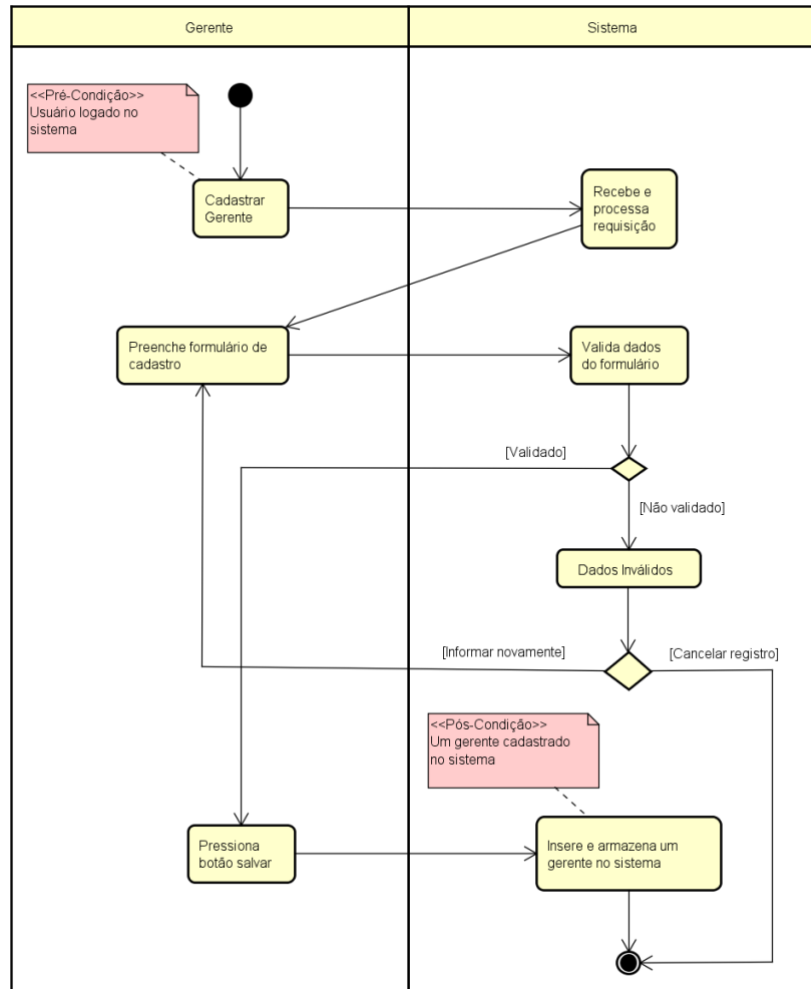 Gerente
Sistema
<<Pré-Condição>>
Usuário logado no
sistema
Cadastrar
Gerente
Recebe e
processa
requisição
Preenche formulário de
cadastro
Valida dados
do formulário
[Validado]
[Não validado]
Dados Inválidos
[Informar novamente]
[Cancelar registro]
<<Pós-Condição>>
Um gerente cadastrado
no sistema
Pressiona
botão salvar
Insere e armazena um
gerente no sistema